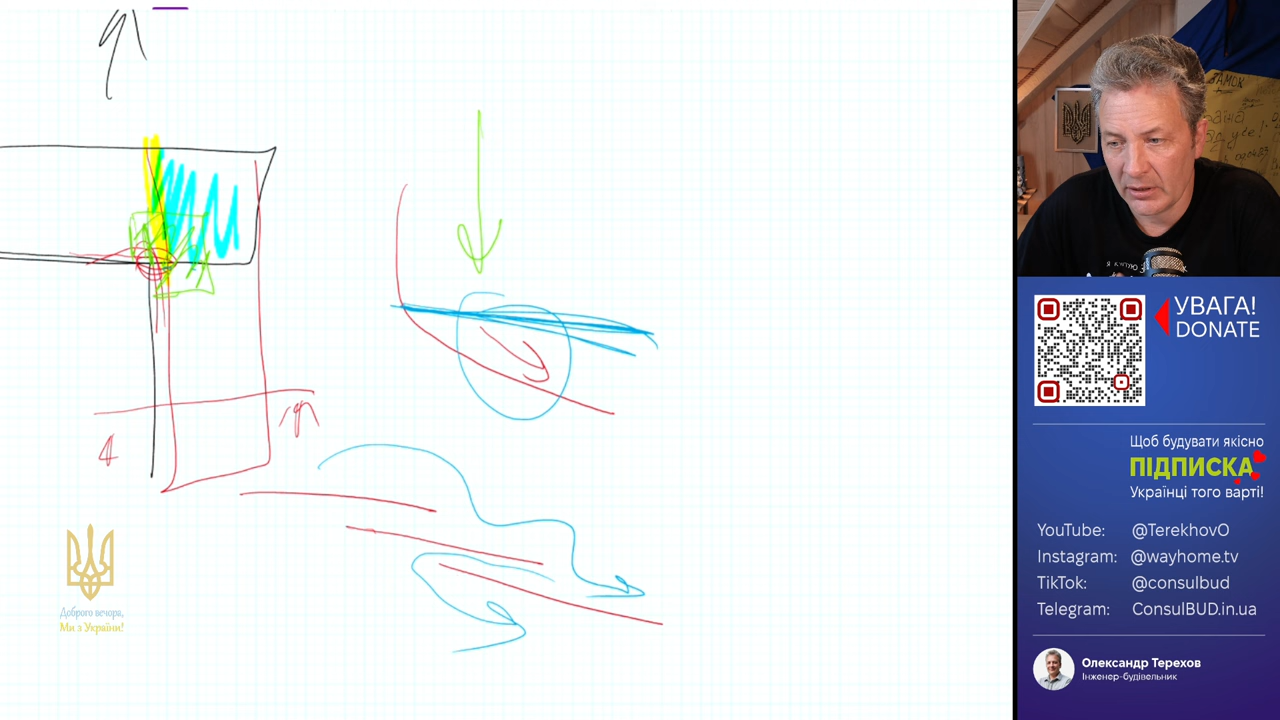 Доброго вечора,
Ми з України!
ЗАМОК
УВАГА!
DONATE
Щоб будувати якісно
ПІДПИСКА
Українці того варті!
YouTube: @TerekhovO
Instagram: @wayhome.tv
TikTok: @consulbud
Telegram: ConsulBUD.in.ua
Олександр Терехов
Інженер-будівельник